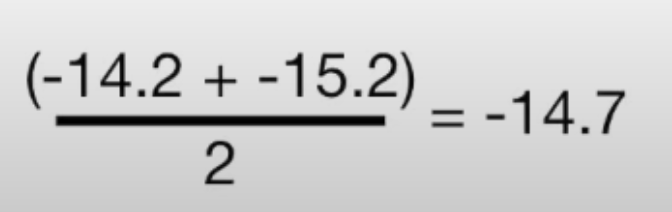 (-14.2 + -15.2)
2
= -14.7